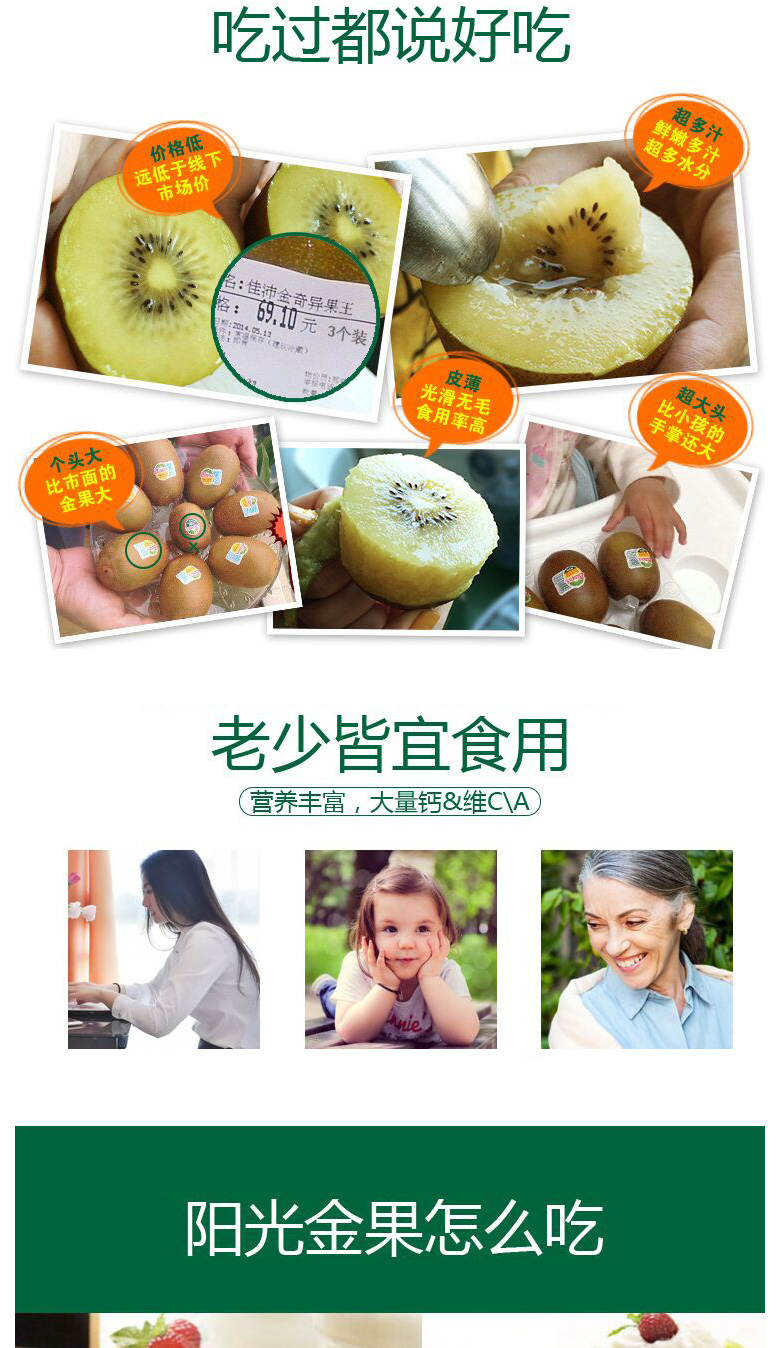 吃过都说好吃
价格低
远低于线下
市场价
超多汁
鲜嫩多汁
超多水分
名:佳沛金奇异果王
格: 69.10元 3个装
2014.05.13
皮薄
光滑无毛
食用率高
超大头
比小孩的
手掌还大
个头大
比市面的
金果大
老少皆宜食用
营养丰富，大量钙&维C\A
阳光金果怎么吃